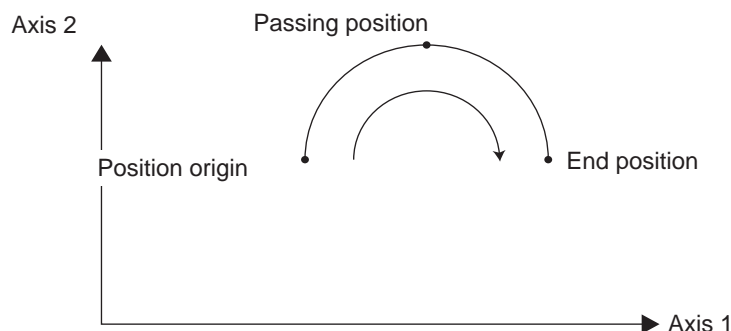 Passing position
Axis 2
Position origin
End position
Axis 1